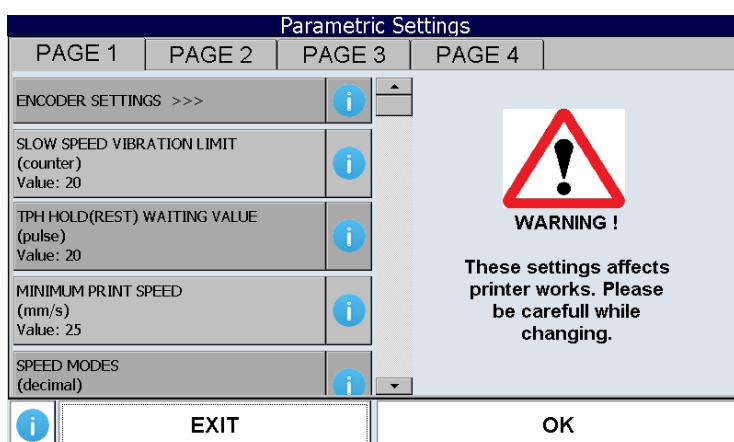 Parametric Settings
PAGE 1
PAGE 2
PAGE 3
PAGE 4
ENCODER SETTINGS >>>
SLOW SPEED VIBRATION LIMIT
(counter)
Value: 20
TPH HOLD(REST) WAITING VALUE
(pulse)
Value: 20
MINIMUM PRINT SPEED
(mm/s)
Value: 25
SPEED MODES
(decimal)
WARNING !
These settings affects
printer works. Please
be carefull while
changing.
EXIT
OK